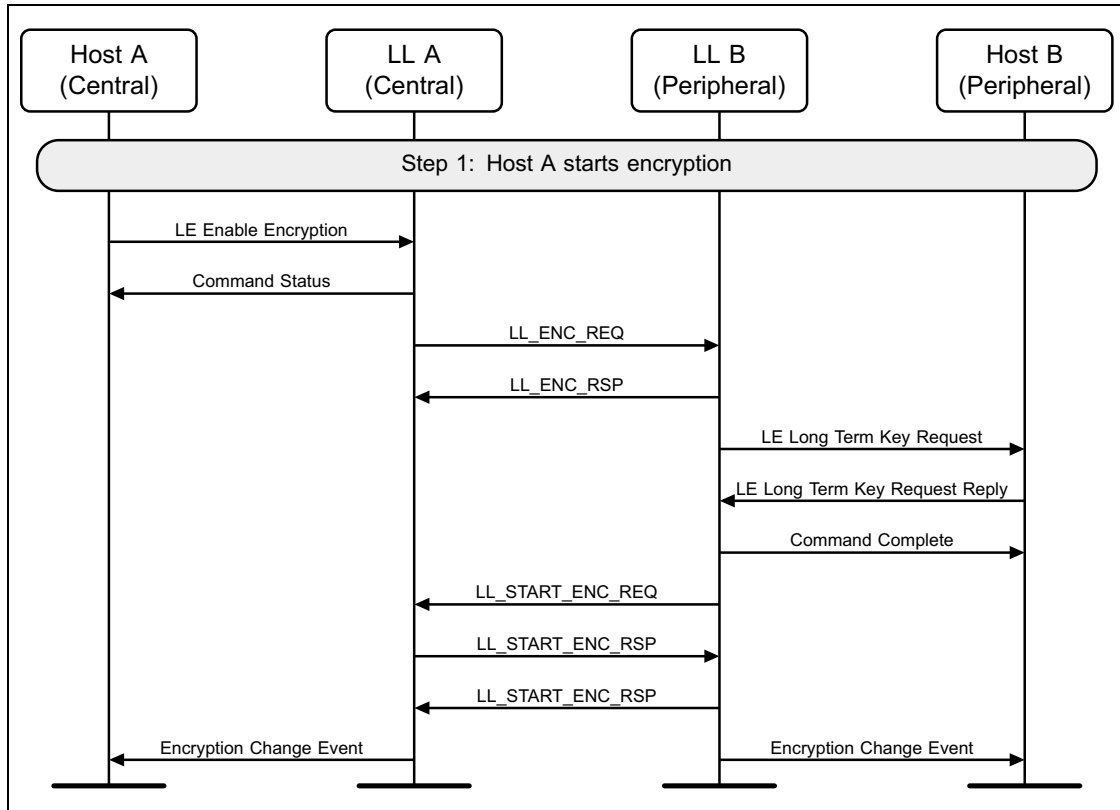 Host A
(Central)
LL A
(Central)
LL B
(Peripheral)
Host B
(Peripheral)
Step 1: Host A starts encryption
LE Enable Encryption
Command Status
LL_ENC_REQ
LL_ENC_RSP
LE Long Term Key Request
LE Long Term Key Request Reply
Command Complete
LL_START_ENC_REQ
LL_START_ENC_RSP
LL_START_ENC_RSP
Encryption Change Event
Encryption Change Event